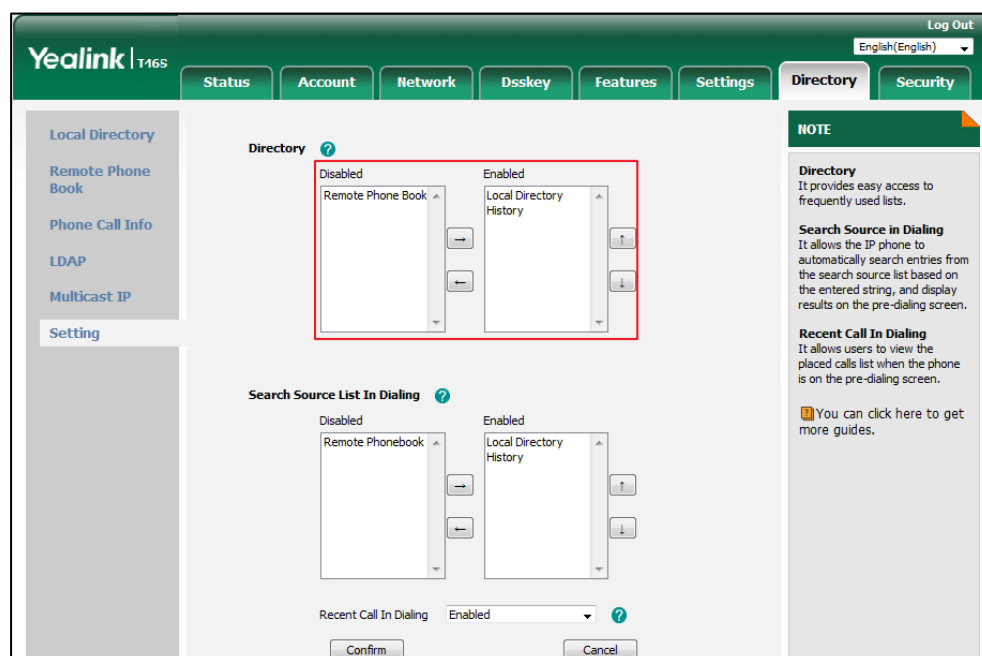 Log Out
Yealink T46S
English(English)
Status Account Network Dsskey Features Settings Directory Security
Local Directory
Remote Phone
Book
Phone Call Info
LDAP
Multicast IP
Setting
Directory ?
Disabled Enabled
Remote Phone Book Local Directory
History
→ ↑
← ↓
Search Source List In Dialing ?
Disabled Enabled
Remote Phonebook Local Directory
History
→ ↑
← ↓
Recent Call In Dialing Enabled ?
Confirm Cancel
NOTE
Directory
It provides easy access to
frequently used lists.
Search Source in Dialing
It allows the IP phone to
automatically search entries from
the search source list based on
the entered string, and display
results on the pre-dialing screen.
Recent Call In Dialing
It allows users to view the
placed calls list when the phone
is on the pre-dialing screen.
You can click here to get
more guides.